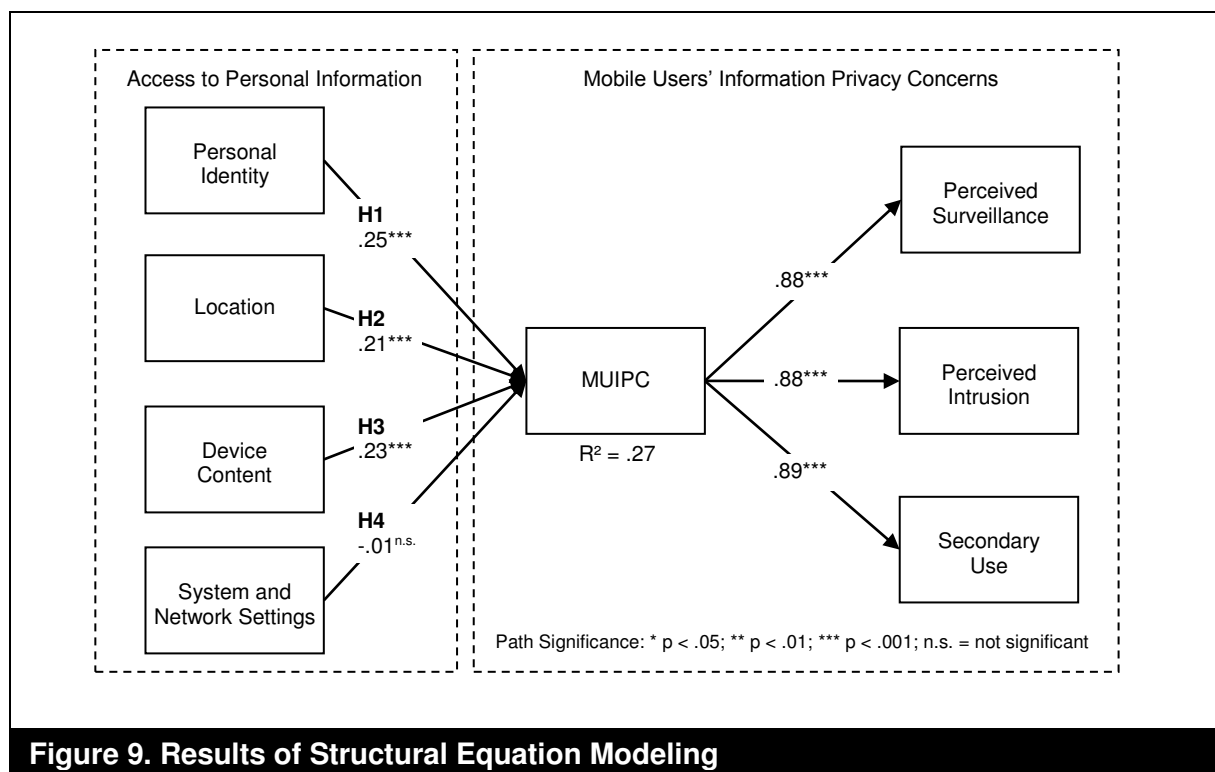 Access to Personal Information
Personal
Identity
H1
.25***
Location
H2
.21***
Device
Content
H3
.23***
H4
-.01n.s.
System and
Network Settings
Mobile Users’ Information Privacy Concerns
MUIPC
R² = .27
.88***
Perceived
Surveillance
.88***
Perceived
Intrusion
.89***
Secondary
Use
Path Significance: * p < .05; ** p < .01; *** p < .001; n.s. = not significant
Figure 9. Results of Structural Equation Modeling